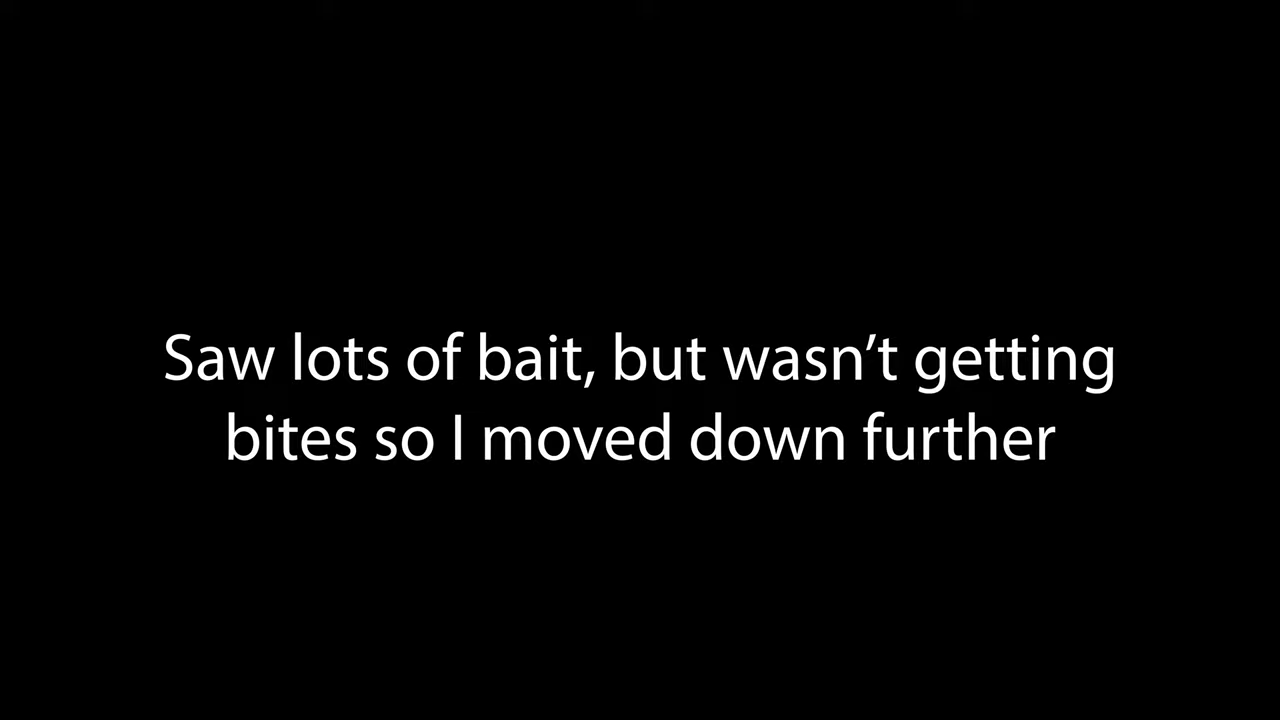 Saw lots of bait, but wasn’t getting
bites so I moved down further